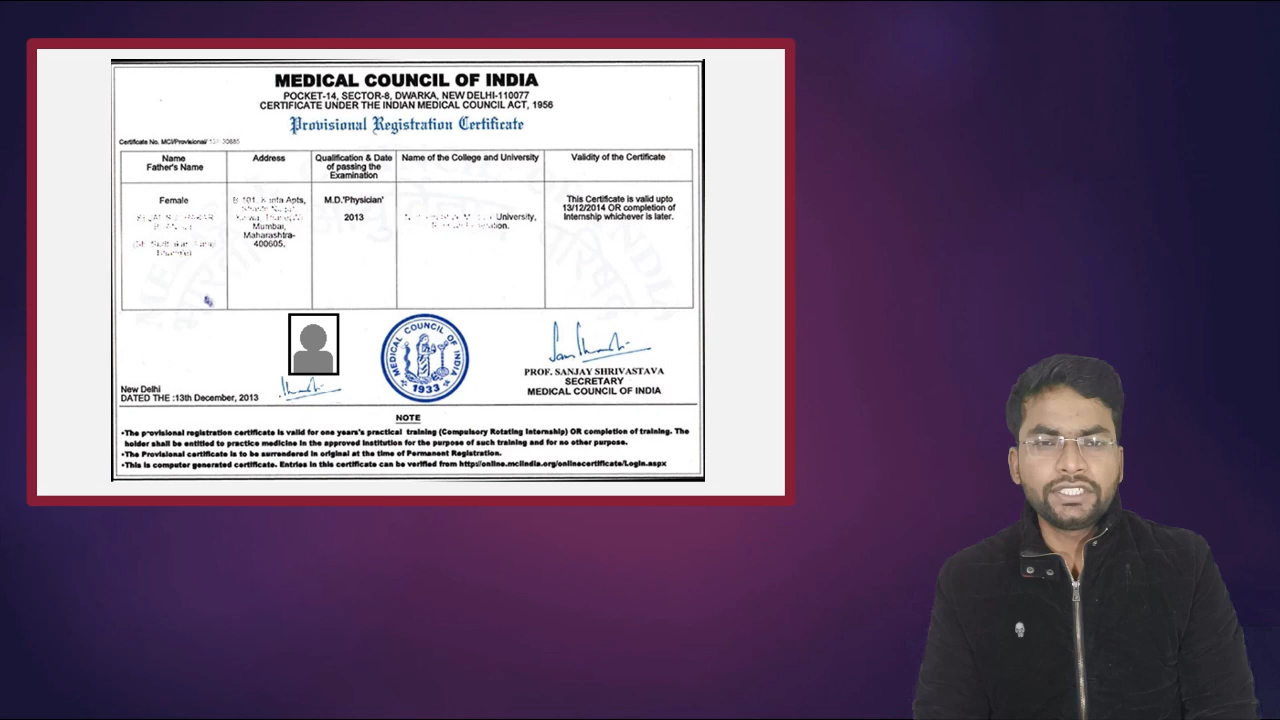 MEDICAL COUNCIL OF INDIA
POCKET-14, SECTOR-8, DWARKA, NEW DELHI-110077
CERTIFICATE UNDER THE INDIAN MEDICAL COUNCIL ACT, 1956
Provisional Registration Certificate
Certificate No. MCI/Provisional/
Name
Father's Name
Address
Qualification & Date
of passing the
Examination
Name of the College and University
Validity of the Certificate
Female
Apts,
Mumbai,
Maharashtra-
400605.
M.D.'Physician'
2013
University,
This Certificate is valid upto
13/12/2014 OR completion of
Internship whichever is later.
MEDICAL COUNCIL OF INDIA
1933
PROF. SANJAY SHRIVASTAVA
SECRETARY
MEDICAL COUNCIL OF INDIA
New Delhi
DATED THE :13th December, 2013
NOTE
•The provisional registration certificate is valid for one years's practical training (Compulsory Rotating Internship) OR completion of training. The
holder shall be entitled to practice medicine in the approved institution for the purpose of such training and for no other purpose.
•The Provisional certificate is to be surrendered in original at the time of Permanent Registration.
•This is computer generated certificate. Entries in this certificate can be verified from http://online.mciindia.org/onlinecertificate/Login.aspx